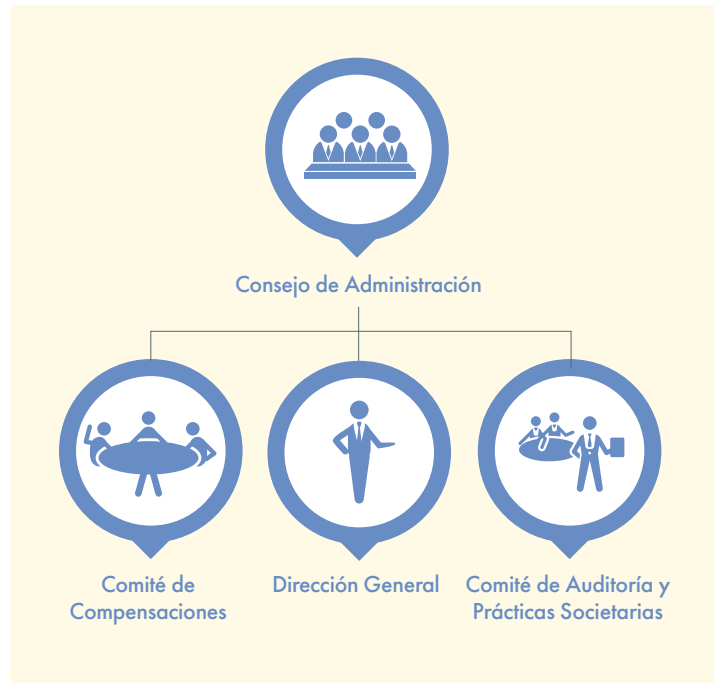 Consejo de Administración
Comité de
Compensaciones
Dirección General
Comité de Auditoría y
Prácticas Societarias